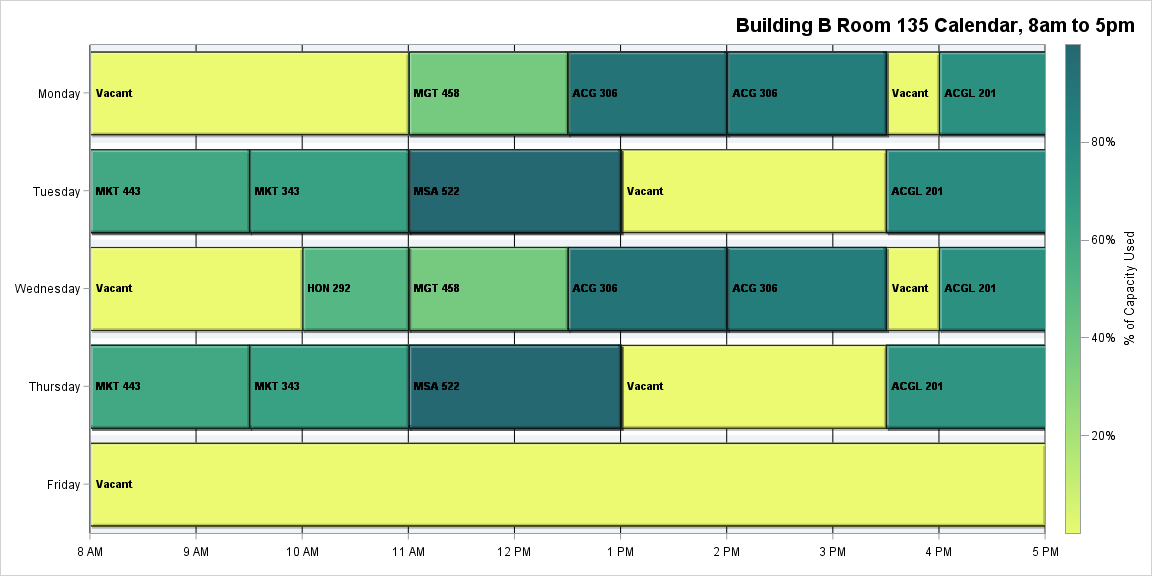 Building B Room 135 Calendar, 8am to 5pm
Monday
Vacant
MGT 458
ACG 306
ACG 306
Vacant
ACGL 201
Tuesday
MKT 443
MKT 343
MSA 522
Vacant
ACGL 201
Wednesday
Vacant
HON 292
MGT 458
ACG 306
ACG 306
Vacant
ACGL 201
Thursday
MKT 443
MKT 343
MSA 522
Vacant
ACGL 201
Friday
Vacant
8 AM
9 AM
10 AM
11 AM
12 PM
1 PM
2 PM
3 PM
4 PM
5 PM
80%
60%
40%
20%
% of Capacity Used